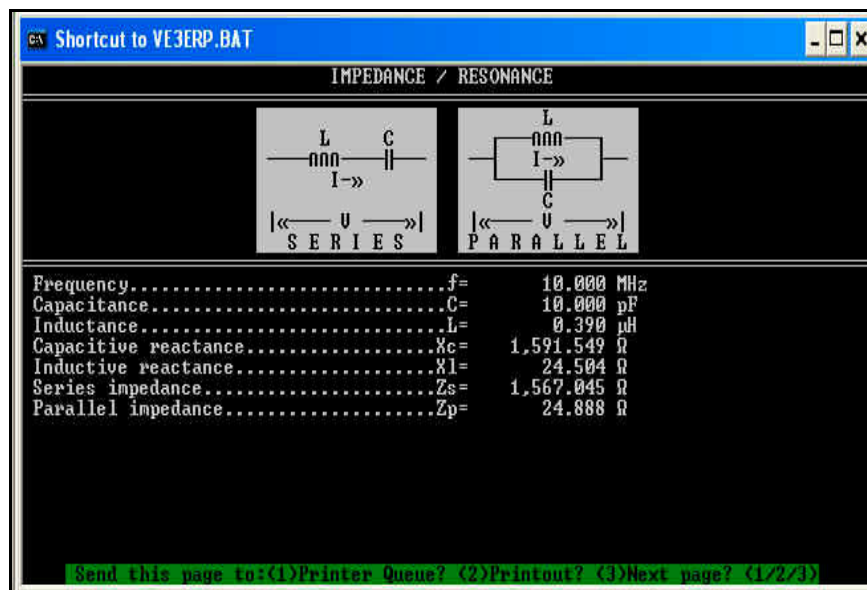 Shortcut to VE3ERP.BAT
IMPEDANCE / RESONANCE
L C
I-»
|«—— V ——»|
S E R I E S
L
I-»
C
|«—— V ——»|
P A R A L L E L
Frequency..............................f= 10.000 MHz
Capacitance............................C= 10.000 pF
Inductance.............................L= 0.390 µH
Capacitive reactance...................Xc= 1,591.549 Ω
Inductive reactance....................Xl= 24.504 Ω
Series impedance.......................Zs= 1,567.045 Ω
Parallel impedance.....................Zp= 24.888 Ω
Send this page to:(1)Printer Queue? (2)Printout? (3)Next page? (1/2/3)